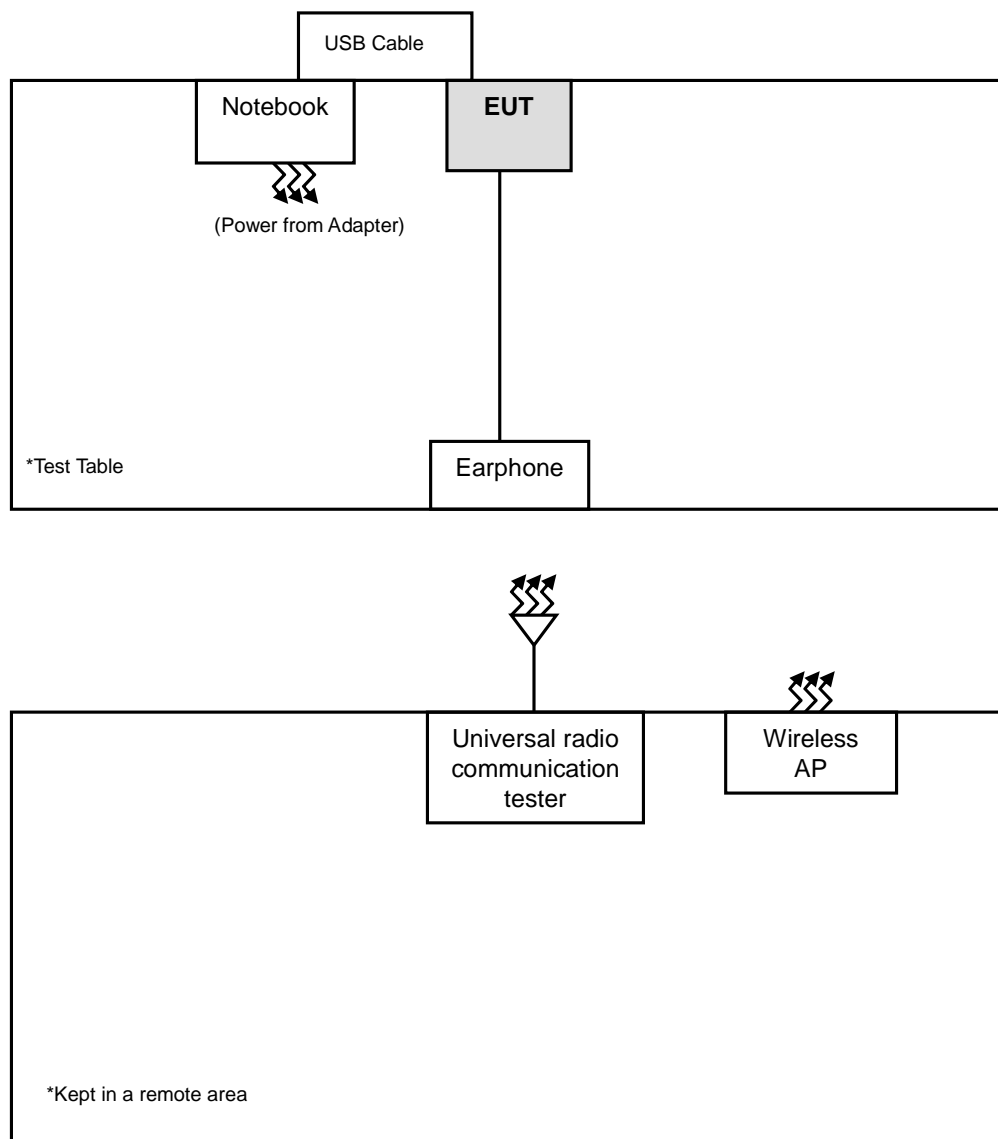 USB Cable
Notebook
EUT
(Power from Adapter)
*Test Table
Earphone
Universal radio
communication
tester
Wireless
AP
*Kept in a remote area